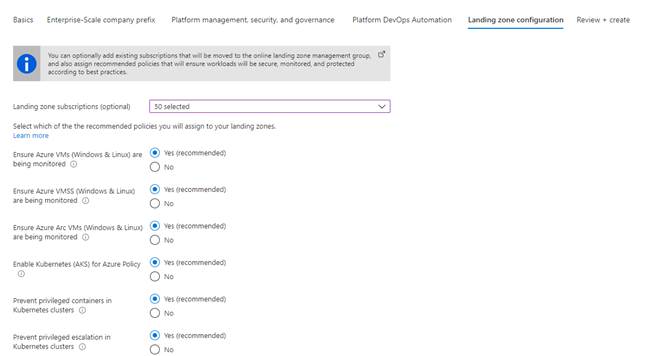 Basics Enterprise-Scale company prefix Platform management, security, and governance Platform DevOps Automation Landing zone configuration Review + create
You can optionally add existing subscriptions that will be moved to the online landing zone management group,
and also assign recommended policies that will ensure workloads will be secure, monitored, and protected
according to best practices.
Landing zone subscriptions (optional) 50 selected
Select which of the the recommended policies you will assign to your landing zones.
Learn more
Ensure Azure VMs (Windows & Linux) are
being monitored
Yes (recommended)
No
Ensure Azure VMSS (Windows & Linux)
are being monitored
Yes (recommended)
No
Ensure Azure Arc VMs (Windows & Linux)
are being monitored
Yes (recommended)
No
Enable Kubernetes (AKS) for Azure Policy
Yes (recommended)
No
Prevent privileged containers in
Kubernetes clusters
Yes (recommended)
No
Prevent privileged escalation in
Kubernetes clusters
Yes (recommended)
No